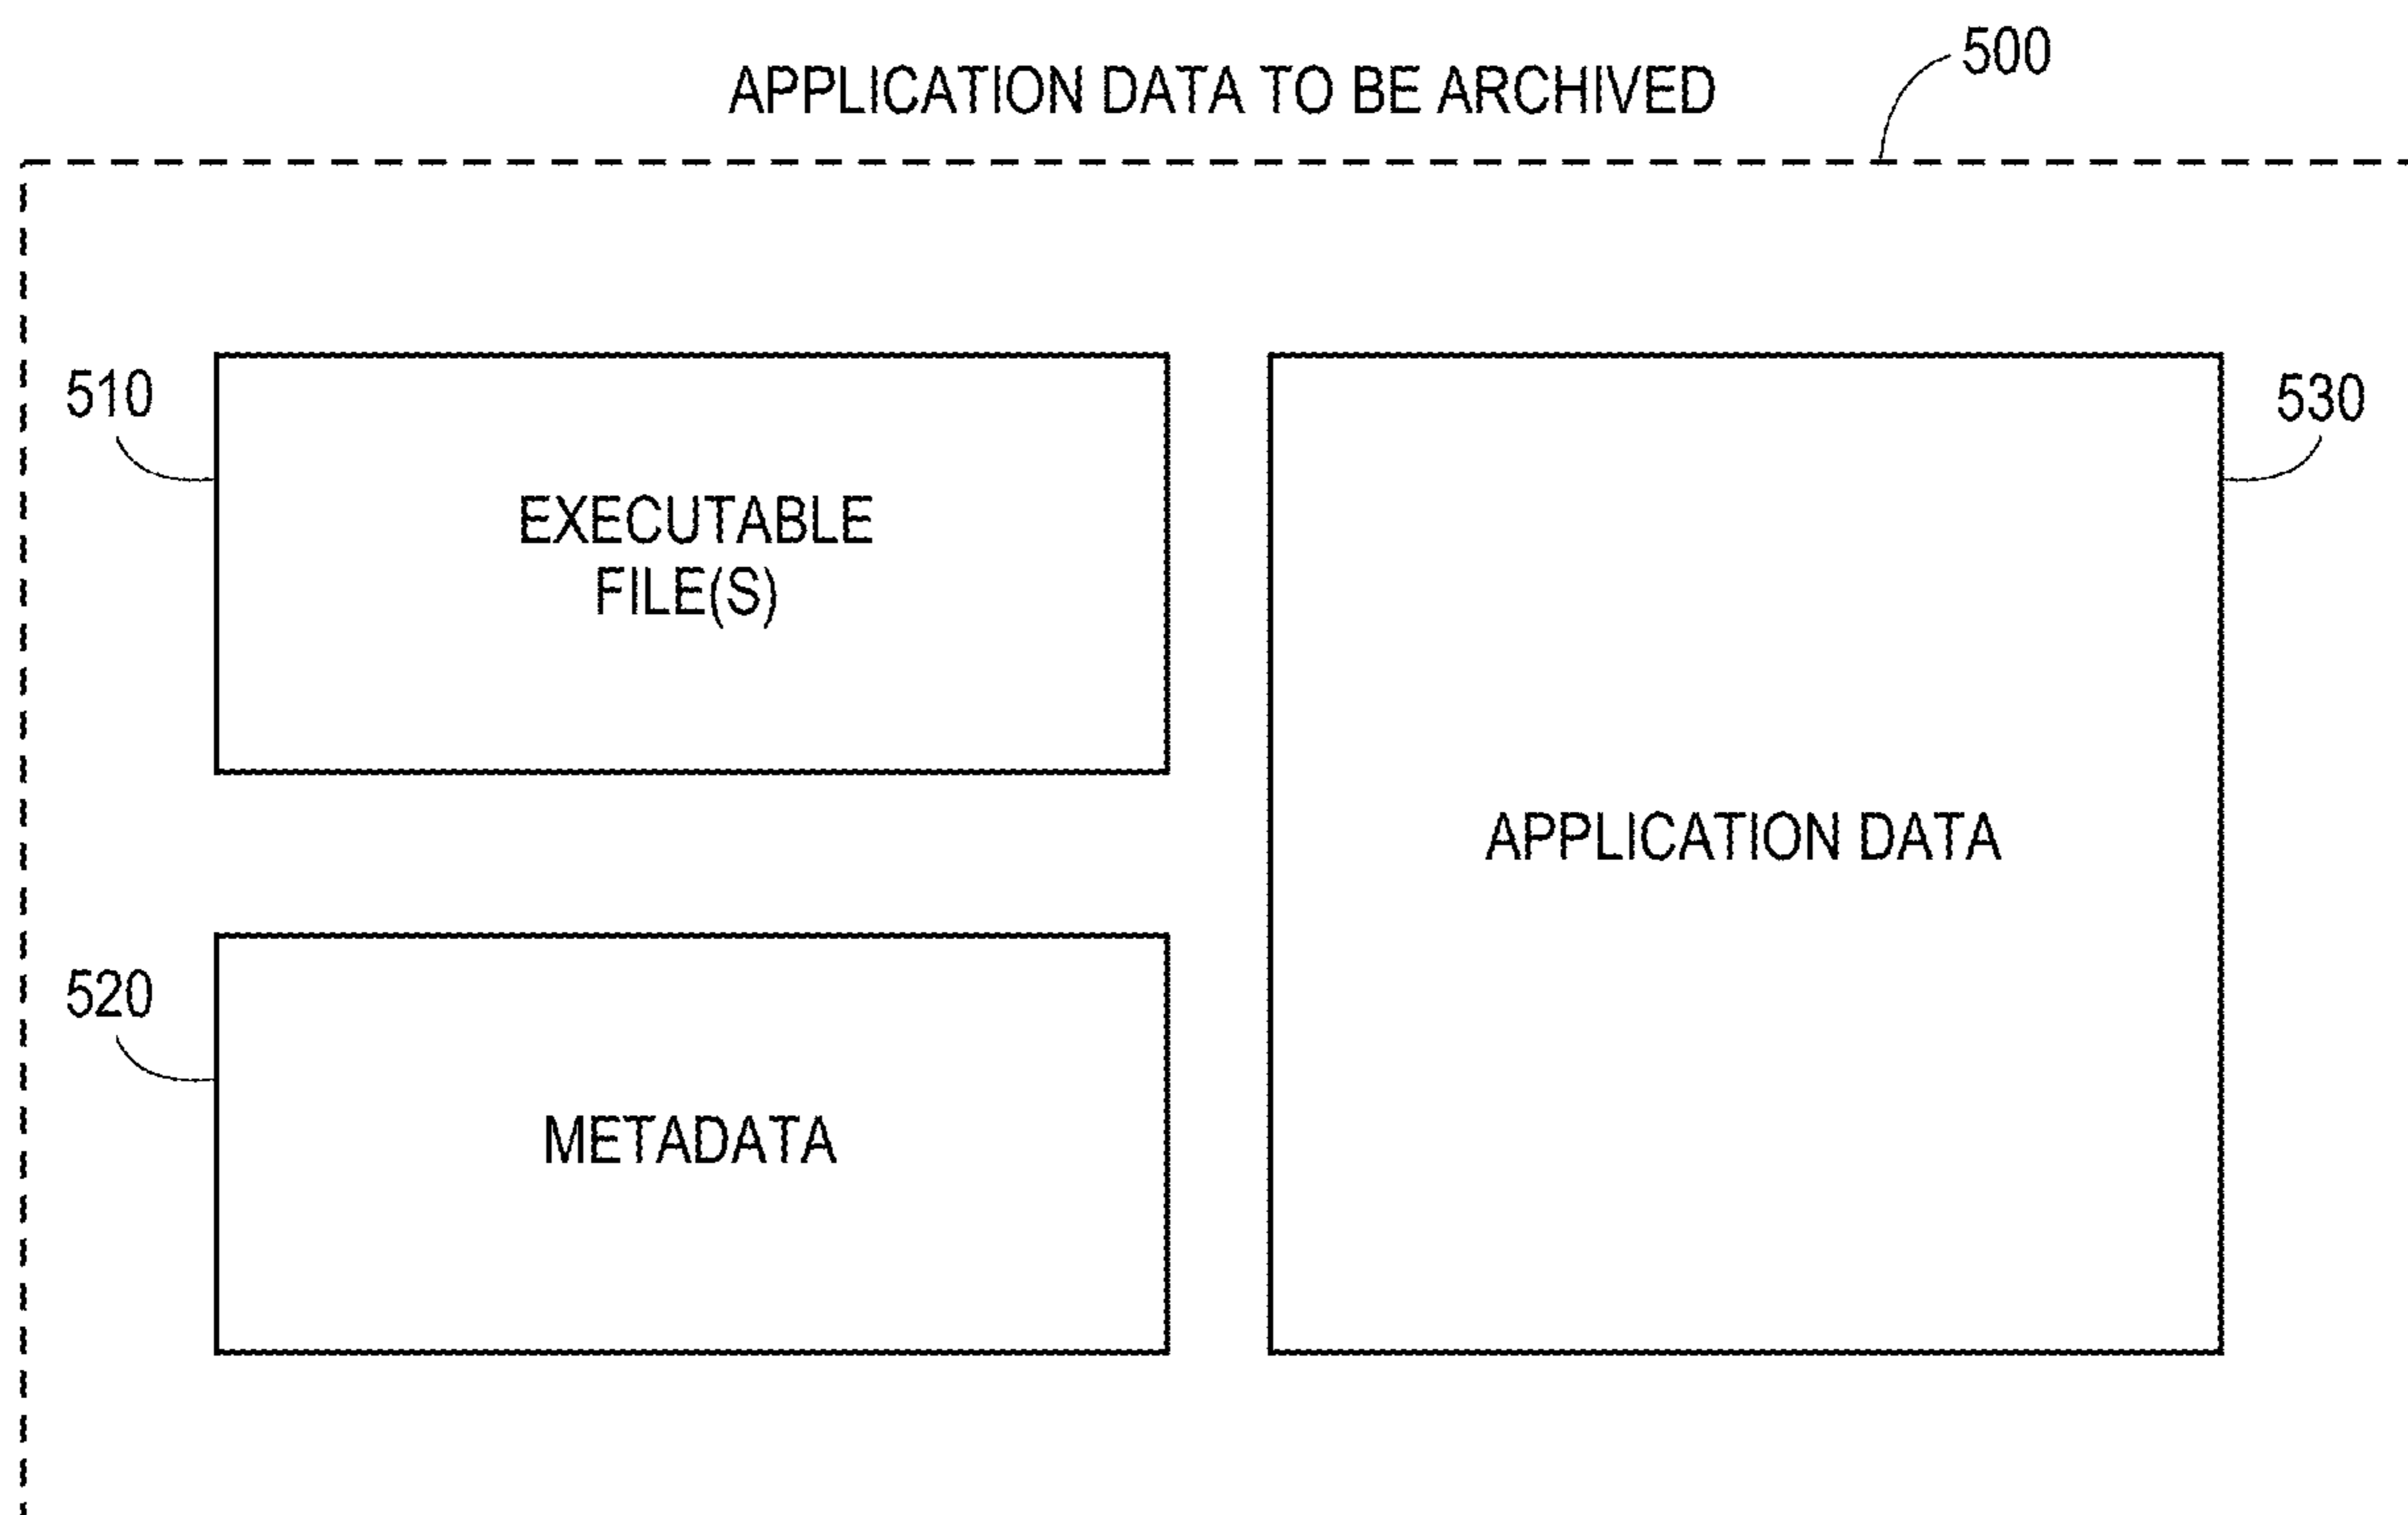 500
APPLICATION DATA TO BE ARCHIVED
510
530
EXECUTABLE
FILE(S)
APPLICATION DATA
520
METADATA